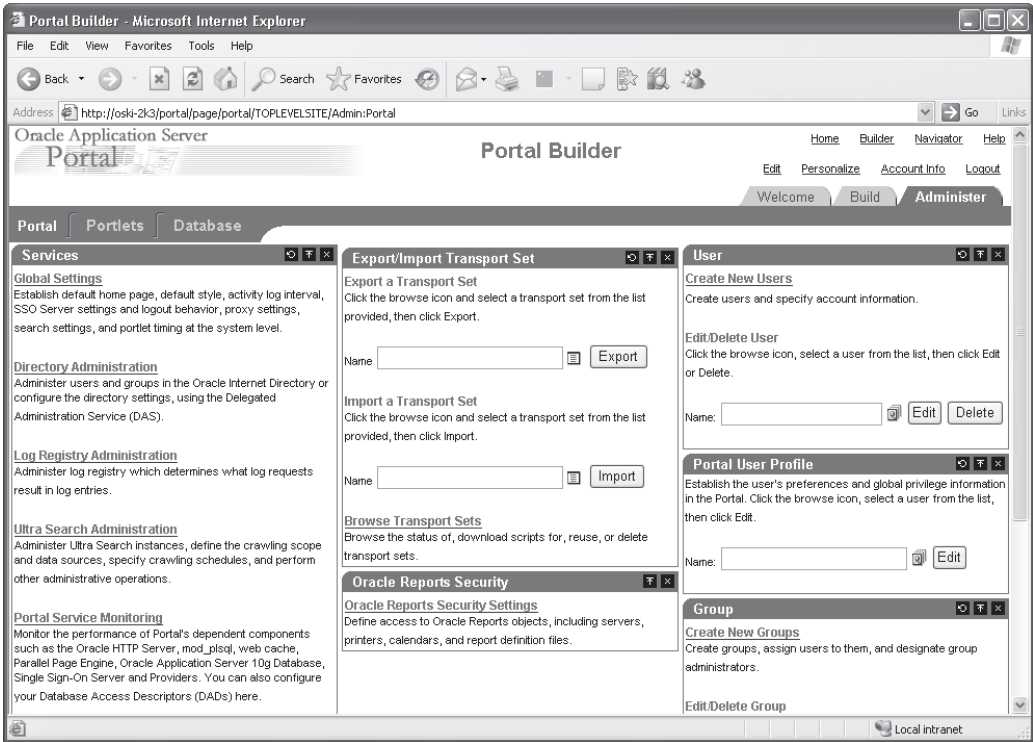 Portal Builder - Microsoft Internet Explorer
File Edit View Favorites Tools Help
Back Search Favorites
Address http://oski-2k3/portal/page/portal/TOPLEVELSITE/Admin:Portal Go Links
Oracle Application Server
Portal
Portal Builder
Home Builder Navigator Help
Edit Personalize Account Info Logout
Welcome Build Administer
Portal Portlets Database
Services
Global Settings
Establish default home page, default style, activity log interval,
SSO Server settings and logout behavior, proxy settings,
search settings, and portlet timing at the system level.
Directory Administration
Administer users and groups in the Oracle Internet Directory or
configure the directory settings, using the Delegated
Administration Service (DAS).
Log Registry Administration
Administer log registry which determines what log requests
result in log entries.
Ultra Search Administration
Administer Ultra Search instances, define the crawling scope
and data sources, specify crawling schedules, and perform
other administrative operations.
Portal Service Monitoring
Monitor the performance of Portal's dependent components
such as the Oracle HTTP Server, mod_plsql, web cache,
Parallel Page Engine, Oracle Application Server 10g Database,
Single Sign-On Server and Providers. You can also configure
your Database Access Descriptors (DADs) here.
Export/Import Transport Set
Export a Transport Set
Click the browse icon and select a transport set from the list
provided, then click Export.
Name Export
Import a Transport Set
Click the browse icon and select a transport set from the list
provided, then click Import.
Name Import
Browse Transport Sets
Browse the status of, download scripts for, reuse, or delete
transport sets.
Oracle Reports Security
Oracle Reports Security Settings
Define access to Oracle Reports objects, including servers,
printers, calendars, and report definition files.
User
Create New Users
Create users and specify account information.
Edit/Delete User
Click the browse icon, select a user from the list, then click Edit
or Delete.
Name: Edit Delete
Portal User Profile
Establish the user's preferences and global privilege information
in the Portal. Click the browse icon, select a user from the list,
then click Edit.
Name: Edit
Group
Create New Groups
Create groups, assign users to them, and designate group
administrators.
Edit/Delete Group
Local intranet